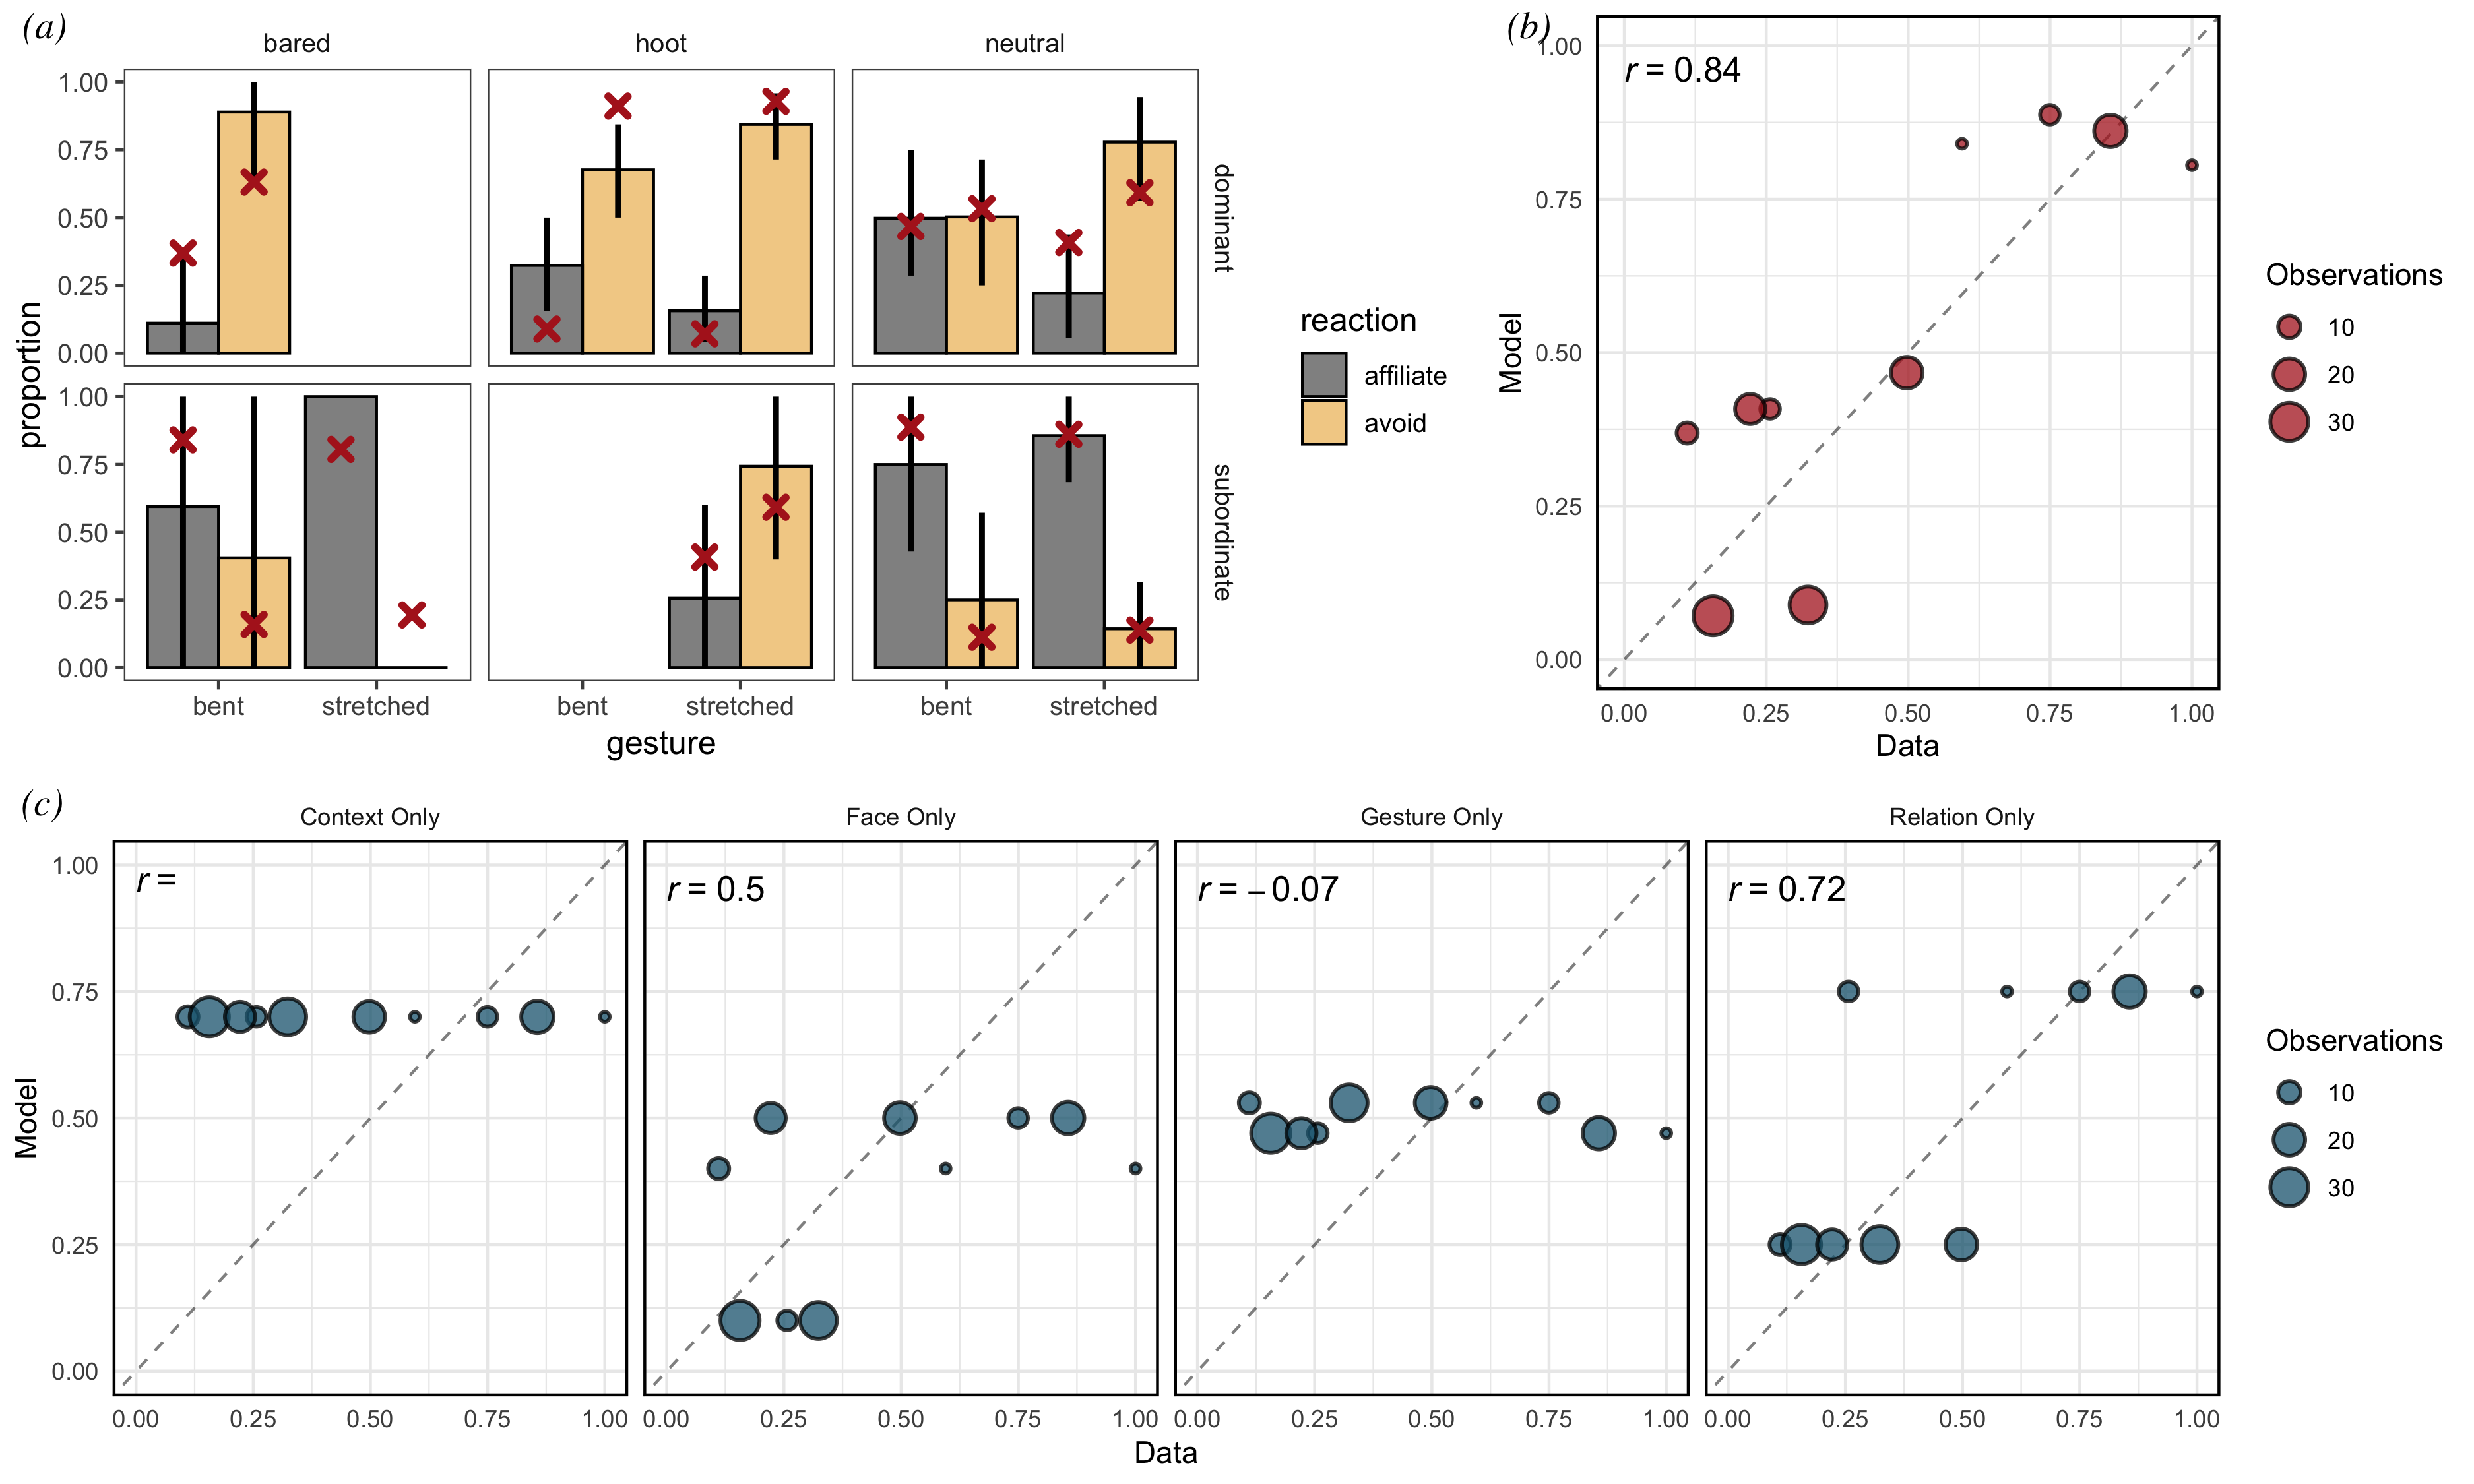 (a)
bared hoot neutral
1.00
0.75
0.50
0.25
0.00
dominant
1.00
0.75
0.50
0.25
0.00
subordinate
proportion
bent stretched bent stretched bent stretched
gesture
reaction
affiliate
avoid
(b)
r = 0.84
1.00
0.75
0.50
0.25
0.00
Model
0.00 0.25 0.50 0.75 1.00
Data
Observations
10
20
30
(c)
Context Only Face Only Gesture Only Relation Only
r = r = 0.5 r = – 0.07 r = 0.72
1.00
0.75
0.50
0.25
0.00
Model
0.00 0.25 0.50 0.75 1.00 0.00 0.25 0.50 0.75 1.00 0.00 0.25 0.50 0.75 1.00 0.00 0.25 0.50 0.75 1.00
Data
Observations
10
20
30